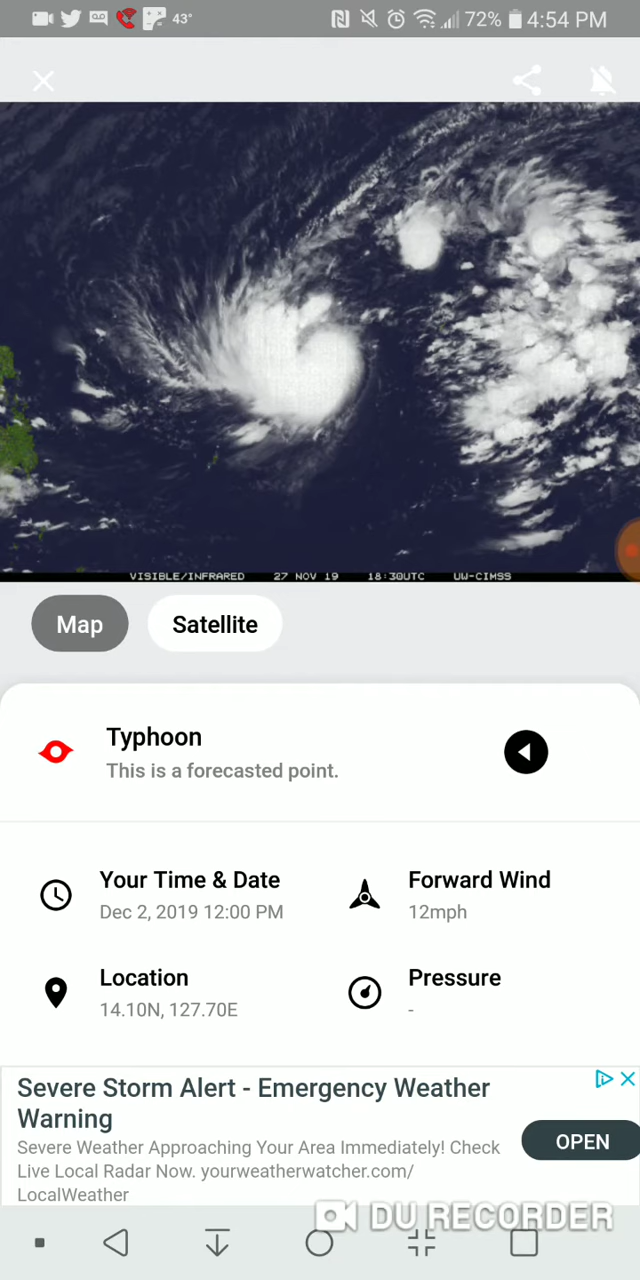 43°
72%
4:54 PM
VISIBLE/INFRARED 27 NOV 19 18:30UTC UW-CIMSS
Map
Satellite
Typhoon
This is a forecasted point.
Your Time & Date
Dec 2, 2019 12:00 PM
Forward Wind
12mph
Location
14.10N, 127.70E
Pressure
-
Severe Storm Alert - Emergency Weather
Warning
Severe Weather Approaching Your Area Immediately! Check
Live Local Radar Now. yourweatherwatcher.com/
LocalWeather
OPEN
DU RECORDER